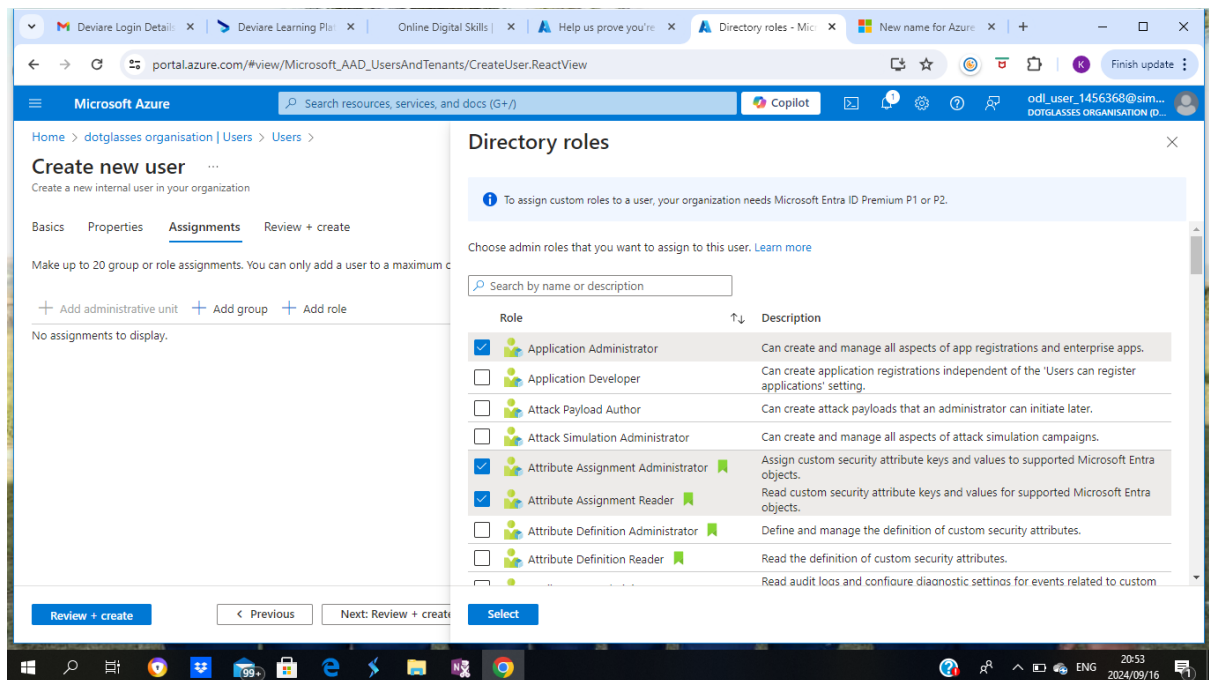 Deviare Login Details
Deviare Learning Plat
Online Digital Skills |
Help us prove you're
Directory roles - Mic
New name for Azure
portal.azure.com/#view/Microsoft_AAD_UsersAndTenants/CreateUser.ReactView
K
Finish update
Microsoft Azure
Search resources, services, and docs (G+/)
Copilot
1
odl_user_1456368@sim...
DOTGLASSES ORGANISATION (D...
Home > dotglasses organisation | Users > Users >
Create new user ...
Create a new internal user in your organization
Basics Properties Assignments Review + create
Make up to 20 group or role assignments. You can only add a user to a maximum o
+ Add administrative unit + Add group + Add role
No assignments to display.
Review + create
< Previous
Next: Review + create
Directory roles
To assign custom roles to a user, your organization needs Microsoft Entra ID Premium P1 or P2.
Choose admin roles that you want to assign to this user. Learn more
Search by name or description
Role ↑↓ Description
Application Administrator Can create and manage all aspects of app registrations and enterprise apps.
Application Developer Can create application registrations independent of the 'Users can register
applications' setting.
Attack Payload Author Can create attack payloads that an administrator can initiate later.
Attack Simulation Administrator Can create and manage all aspects of attack simulation campaigns.
Attribute Assignment Administrator Assign custom security attribute keys and values to supported Microsoft Entra
objects.
Attribute Assignment Reader Read custom security attribute keys and values for supported Microsoft Entra
objects.
Attribute Definition Administrator Define and manage the definition of custom security attributes.
Attribute Definition Reader Read the definition of custom security attributes.
Read audit logs and configure diagnostic settings for events related to custom
Select
99+
ENG
20:53
2024/09/16
1